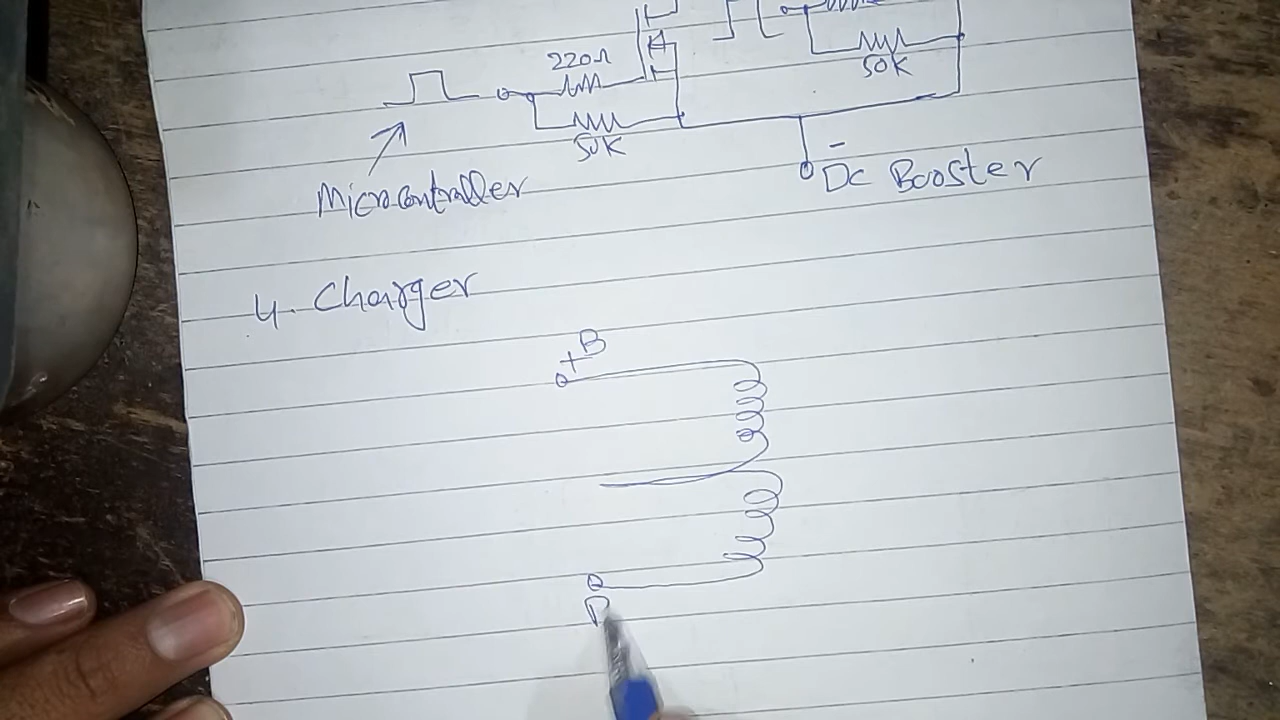 220Ω
50K
50K
Microcontroller
- Dc Booster
4. Charger
+B
D